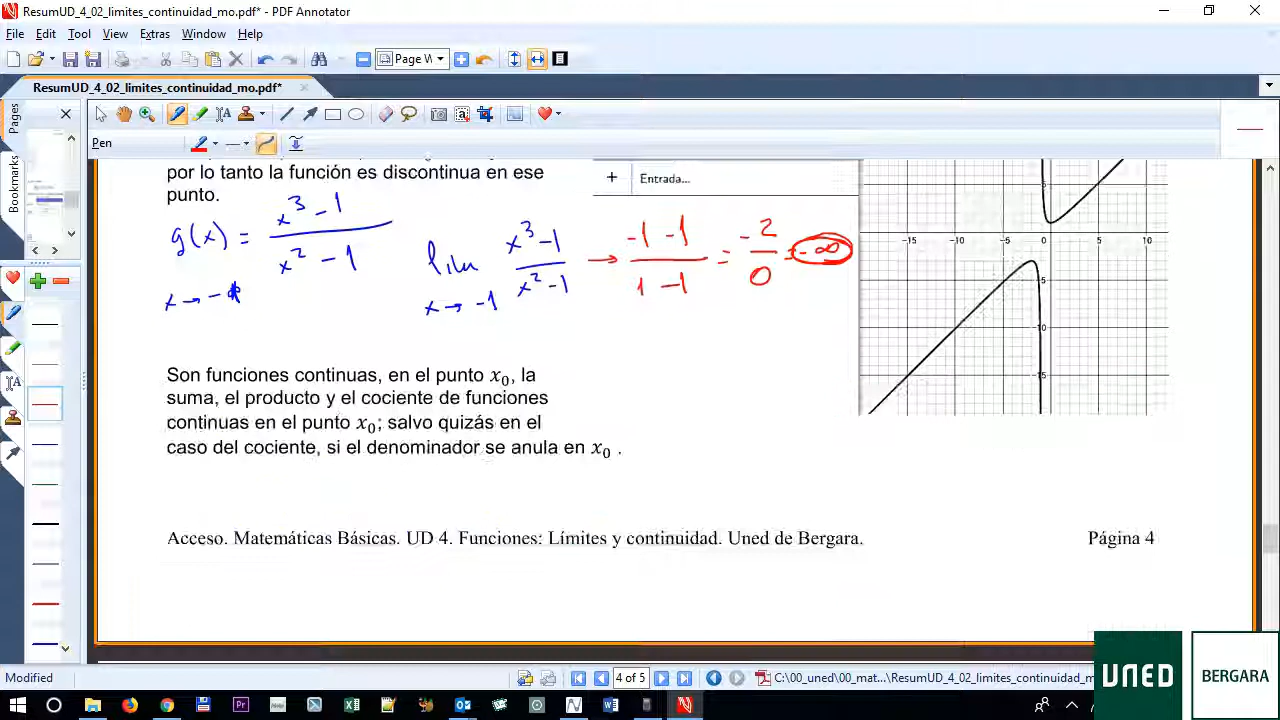 ResumUD_4_02_limites_continuidad_mo.pdf* - PDF Annotator
File Edit Tool View Extras Window Help
Page W
ResumUD_4_02_limites_continuidad_mo.pdf*
Pen
Pages
Bookmarks
por lo tanto la función es discontinua en ese
punto.
+ Entrada...
g(x) = x³ - 1 / x² - 1
x → -1
lim x³ - 1 / x² - 1 → -1 - 1 / 1 - 1 = -2 / 0 = -∞
x → -1
5
-15 -10 -5 0 5 10
-5
-10
-15
Son funciones continuas, en el punto x₀, la
suma, el producto y el cociente de funciones
continuas en el punto x₀; salvo quizás en el
caso del cociente, si el denominador se anula en x₀ .
Acceso. Matemáticas Básicas. UD 4. Funciones: Límites y continuidad. Uned de Bergara.
Página 4
Modified
4 of 5
C:\00_uned\00_mat...\ResumUD_4_02_limites_continuidad_m
UNED
BERGARA